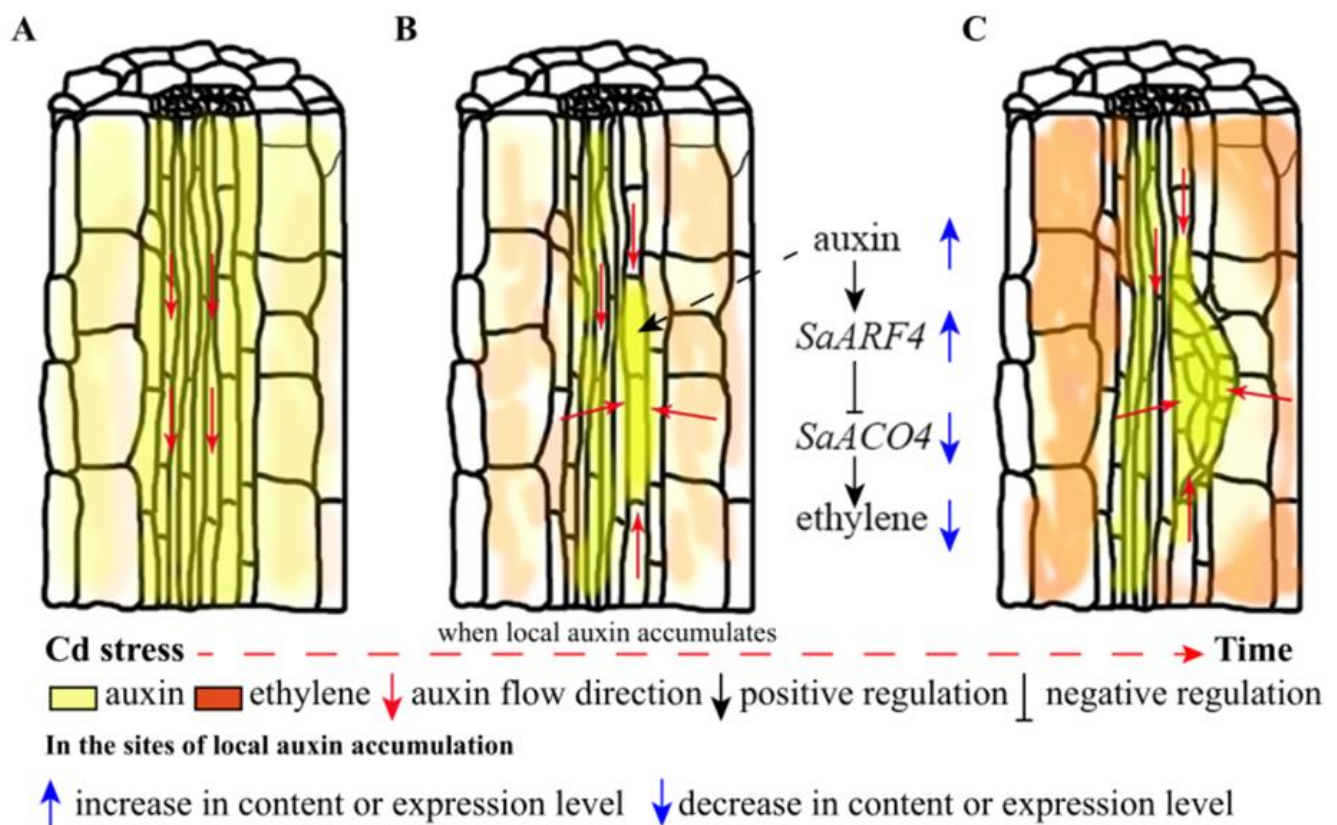 A
B
C
auxin
SaARF4
SaACO4
ethylene
when local auxin accumulates
Cd stress Time
auxin ethylene auxin flow direction positive regulation negative regulation
In the sites of local auxin accumulation
increase in content or expression level decrease in content or expression level